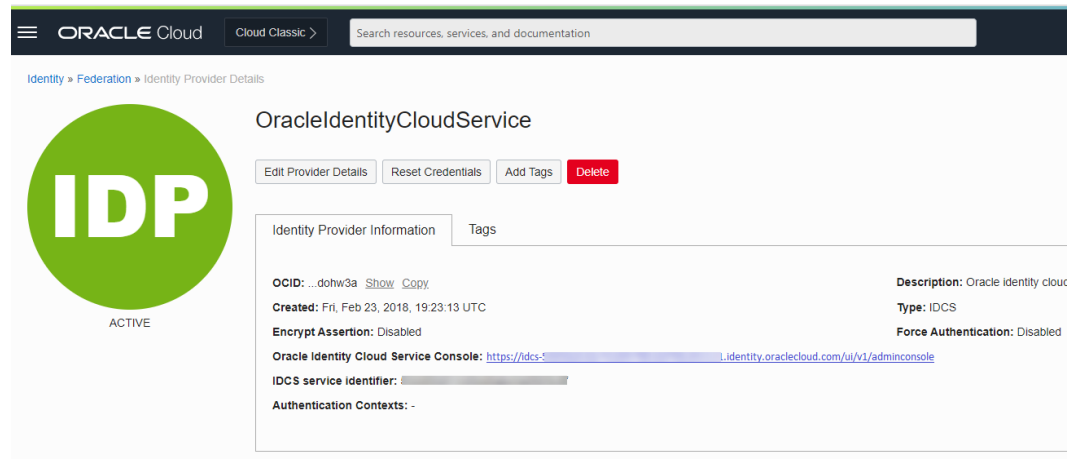 ORACLE Cloud Cloud Classic > Search resources, services, and documentation
Identity » Federation » Identity Provider Details
IDP
ACTIVE
OracleIdentityCloudService
Edit Provider Details Reset Credentials Add Tags Delete
Identity Provider Information Tags
OCID: ...dohw3a Show Copy Description: Oracle identity cloud
Created: Fri, Feb 23, 2018, 19:23:13 UTC Type: IDCS
Encrypt Assertion: Disabled Force Authentication: Disabled
Oracle Identity Cloud Service Console: https://idcs- .identity.oraclecloud.com/ui/v1/adminconsole
IDCS service identifier:
Authentication Contexts: -